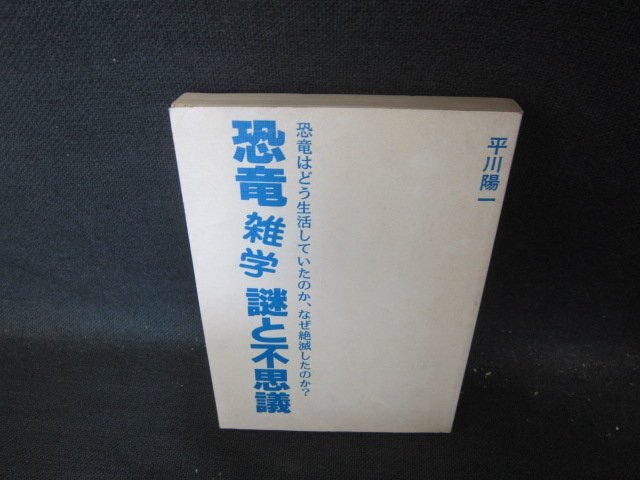 平川陽一
恐竜はどう生活していたのか、なぜ絶滅したのか?
恐竜 雑学 謎と不思議